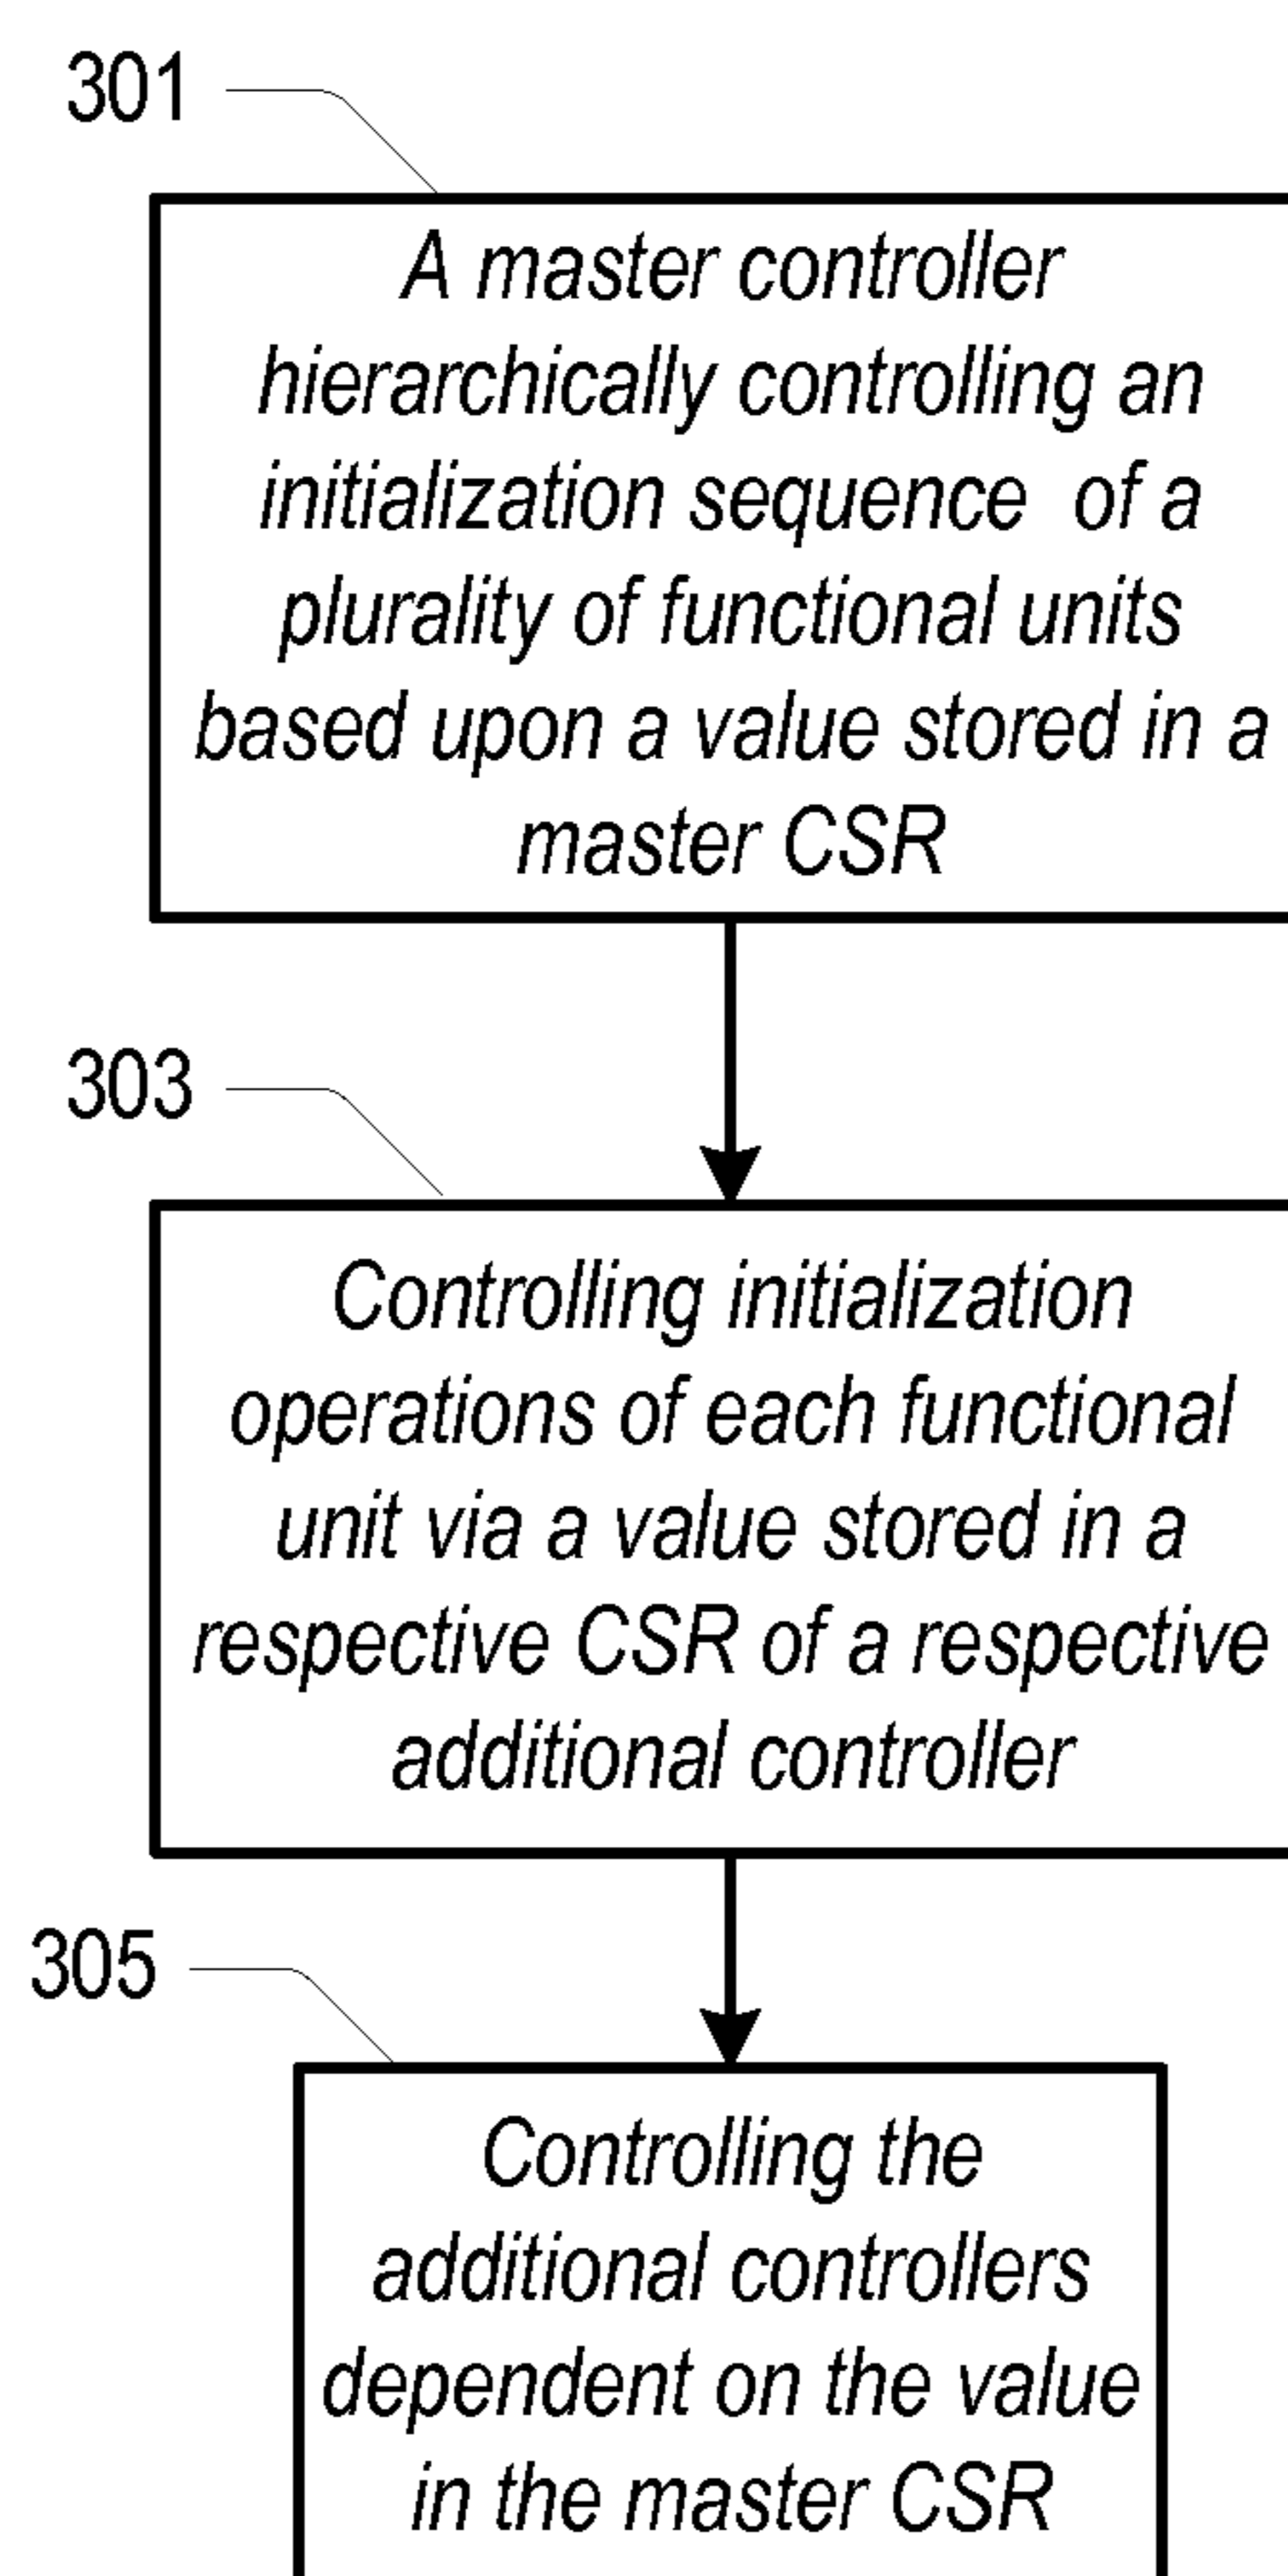 301
A master controller
hierarchically controlling an
initialization sequence of a
plurality of functional units
based upon a value stored in a
master CSR
303
Controlling initialization
operations of each functional
unit via a value stored in a
respective CSR of a respective
additional controller
305
Controlling the
additional controllers
dependent on the value
in the master CSR